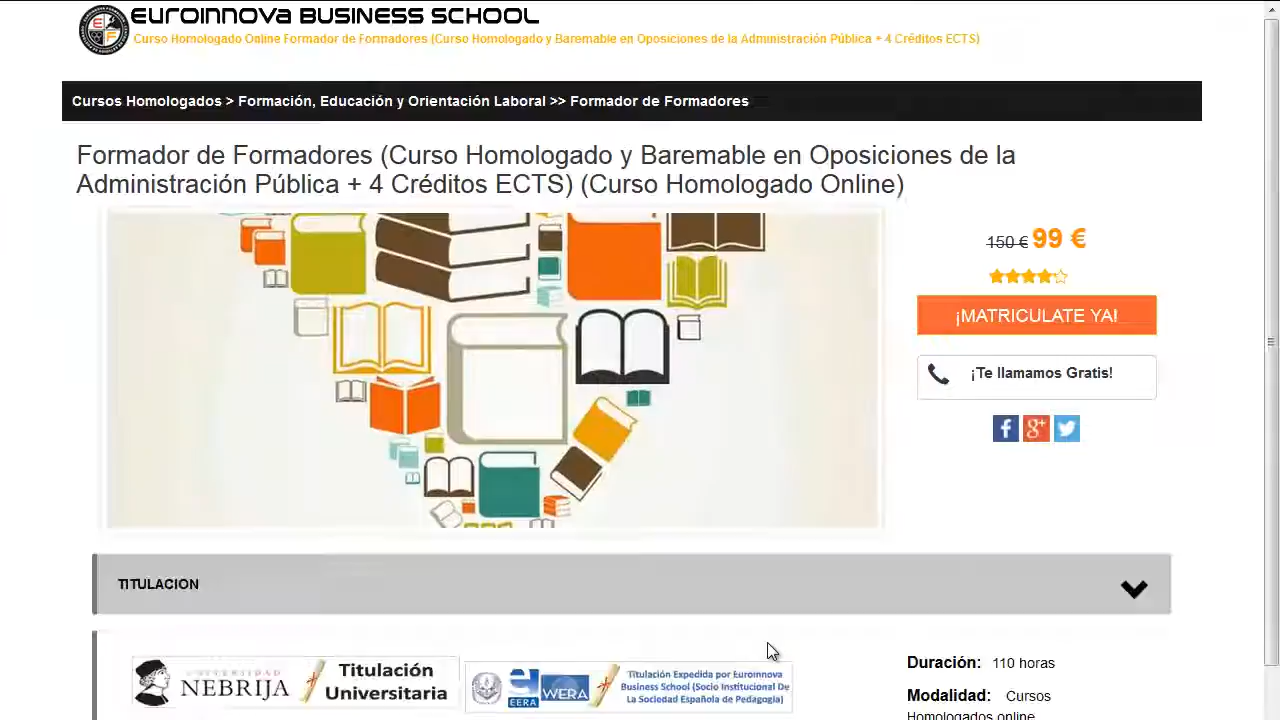 EUROINNOVA BUSINESS SCHOOL
Curso Homologado Online Formador de Formadores (Curso Homologado y Baremable en Oposiciones de la Administración Pública + 4 Créditos ECTS)
Cursos Homologados > Formación, Educación y Orientación Laboral >> Formador de Formadores
Formador de Formadores (Curso Homologado y Baremable en Oposiciones de la
Administración Pública + 4 Créditos ECTS) (Curso Homologado Online)
150 € 99 €
¡MATRICULATE YA!
¡Te llamamos Gratis!
TITULACION
UNIVERSIDAD
NEBRIJA
Titulación
Universitaria
EERA
WERA
Titulación Expedida por Euroinnova
Business School (Socio Institucional De
La Sociedad Española de Pedagogía)
Duración: 110 horas
Modalidad: Cursos
Homologados online